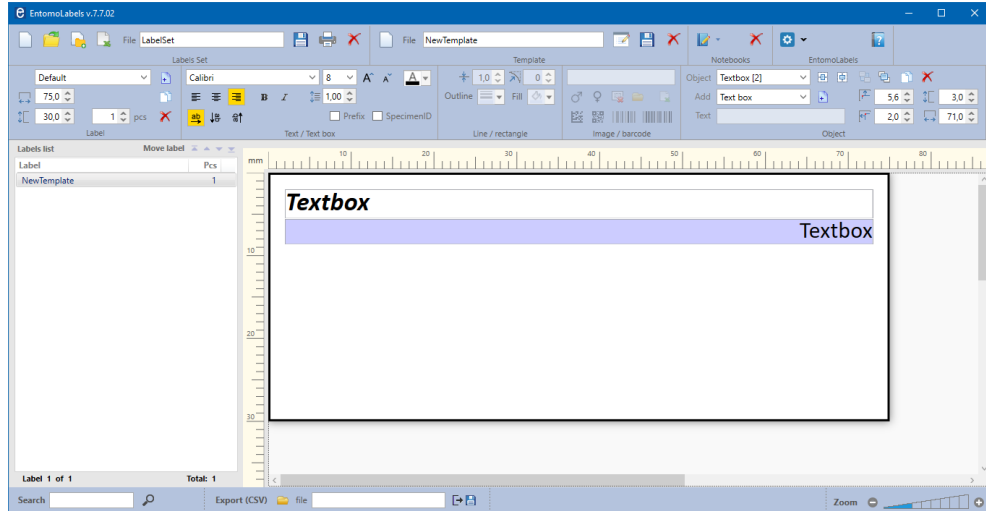 EntomoLabels v.7.7.02
File LabelSet File NewTemplate
Labels Set Template Notebooks EntomoLabels
Default Calibri 8 A A A 1,0 0 Object Textbox [2]
75,0 B I 1,00 Outline Fill Add Text box 5,6 3,0
30,0 1 pcs ab Prefix SpecimenID Text 2,0 71,0
Label Text / Text box Line / rectangle Image / barcode Object
Labels list Move label
Label Pcs
NewTemplate 1
mm 10 20 30 40 50 60 70 80
Textbox
Textbox
10
20
30
Label 1 of 1 Total: 1
Search Export (CSV) file Zoom